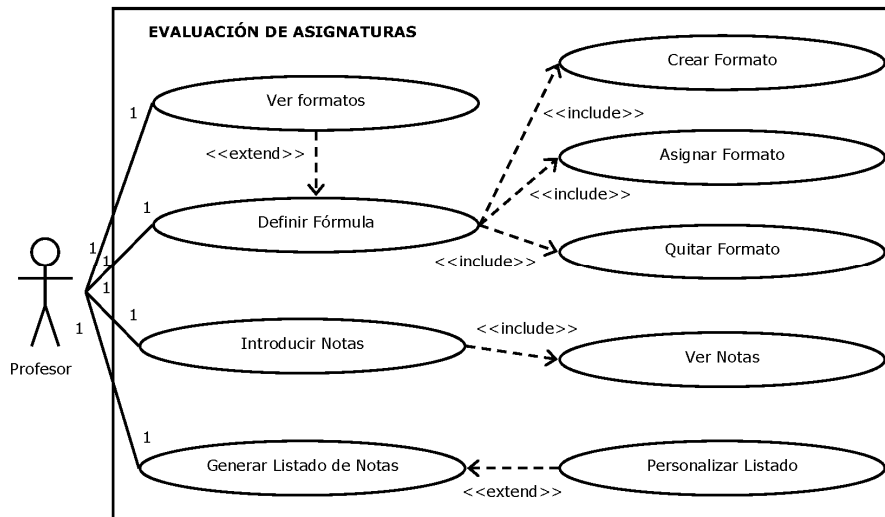 EVALUACIÓN DE ASIGNATURAS
Crear Formato
Ver formatos
1
<<include>>
<<extend>>
Asignar Formato
<<include>>
1
Definir Fórmula
Quitar Formato
1
1
<<include>>
1
1
1
<<include>>
Introducir Notas
Ver Notas
Profesor
1
Generar Listado de Notas
Personalizar Listado
<<extend>>